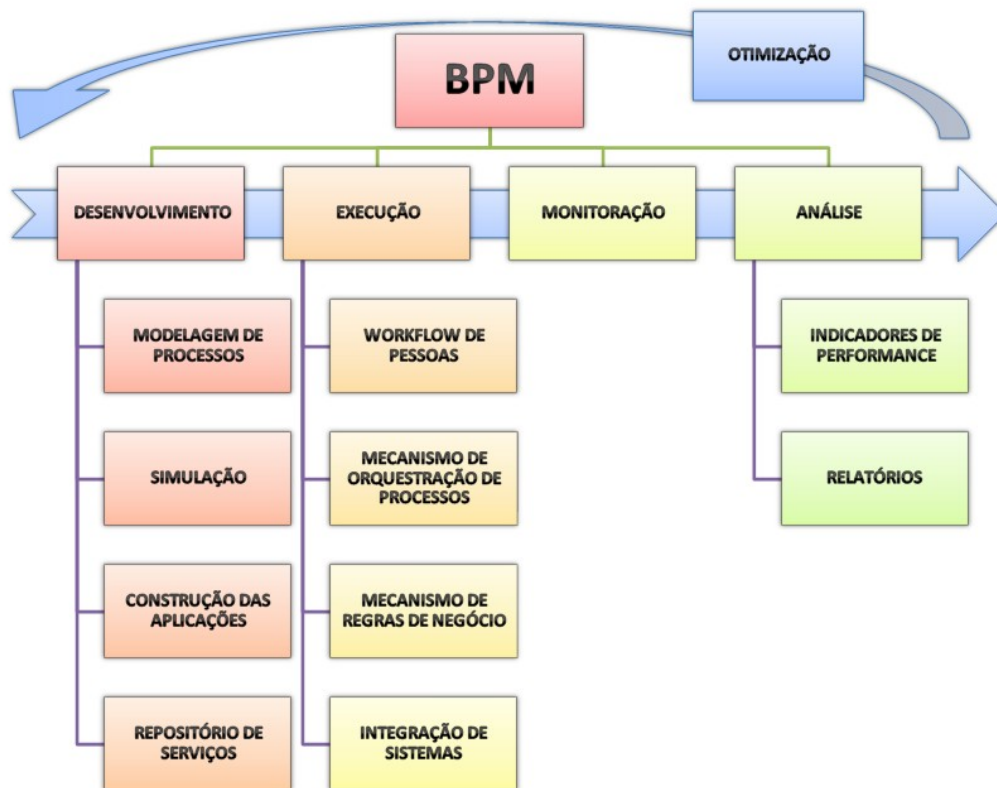 OTIMIZAÇÃO
BPM
DESENVOLVIMENTO
EXECUÇÃO
MONITORAÇÃO
ANÁLISE
MODELAGEM DE
PROCESSOS
SIMULAÇÃO
CONSTRUÇÃO DAS
APLICAÇÕES
REPOSITÓRIO DE
SERVIÇOS
WORKFLOW DE
PESSOAS
MECANISMO DE
ORQUESTRAÇÃO DE
PROCESSOS
MECANISMO DE
REGRAS DE NEGÓCIO
INTEGRAÇÃO DE
SISTEMAS
INDICADORES DE
PERFORMANCE
RELATÓRIOS